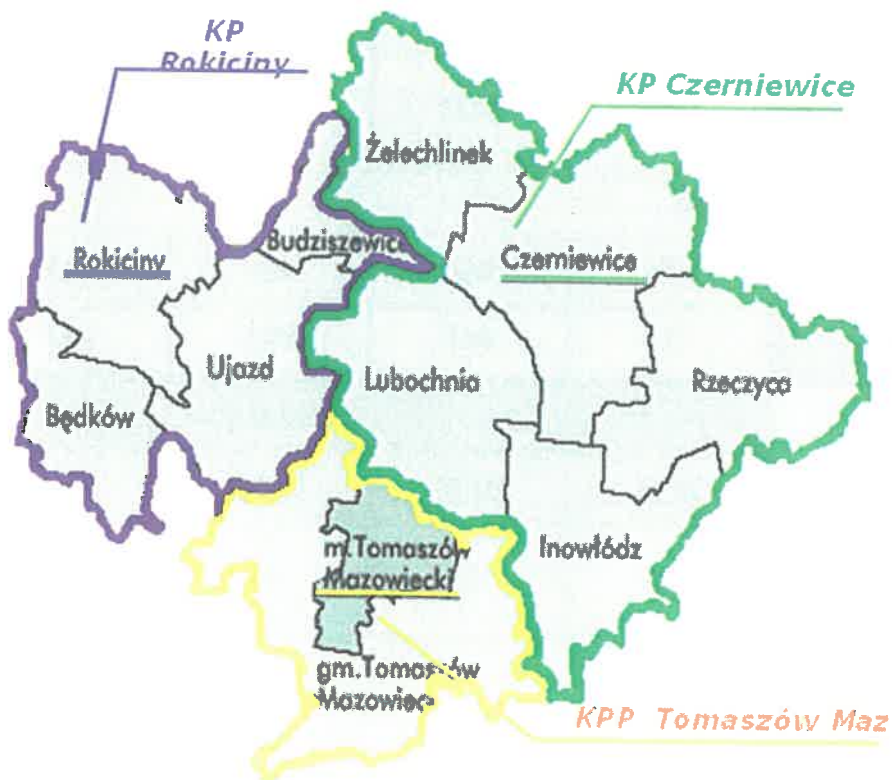 KP
Rokiciny
KP Czerniewice
Żelechlinek
Budziszewice
Rokiciny
Czerniewice
Ujazd
Lubochnia
Rzeczyca
Będków
m.Tomaszów
Mazowiecki
Inowłódz
gm.Tomaszów
Mazowiec
KPP Tomaszów Maz